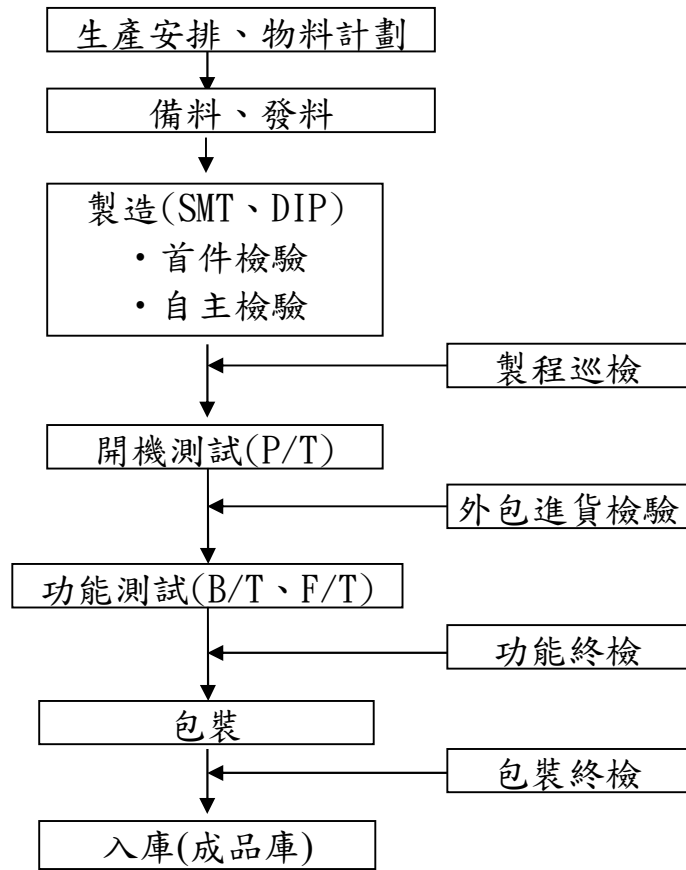 生產安排、物料計劃
備料、發料
製造(SMT、DIP)
・首件檢驗
・自主檢驗
製程巡檢
開機測試(P/T)
外包進貨檢驗
功能測試(B/T、F/T)
功能終檢
包裝
包裝終檢
入庫(成品庫)